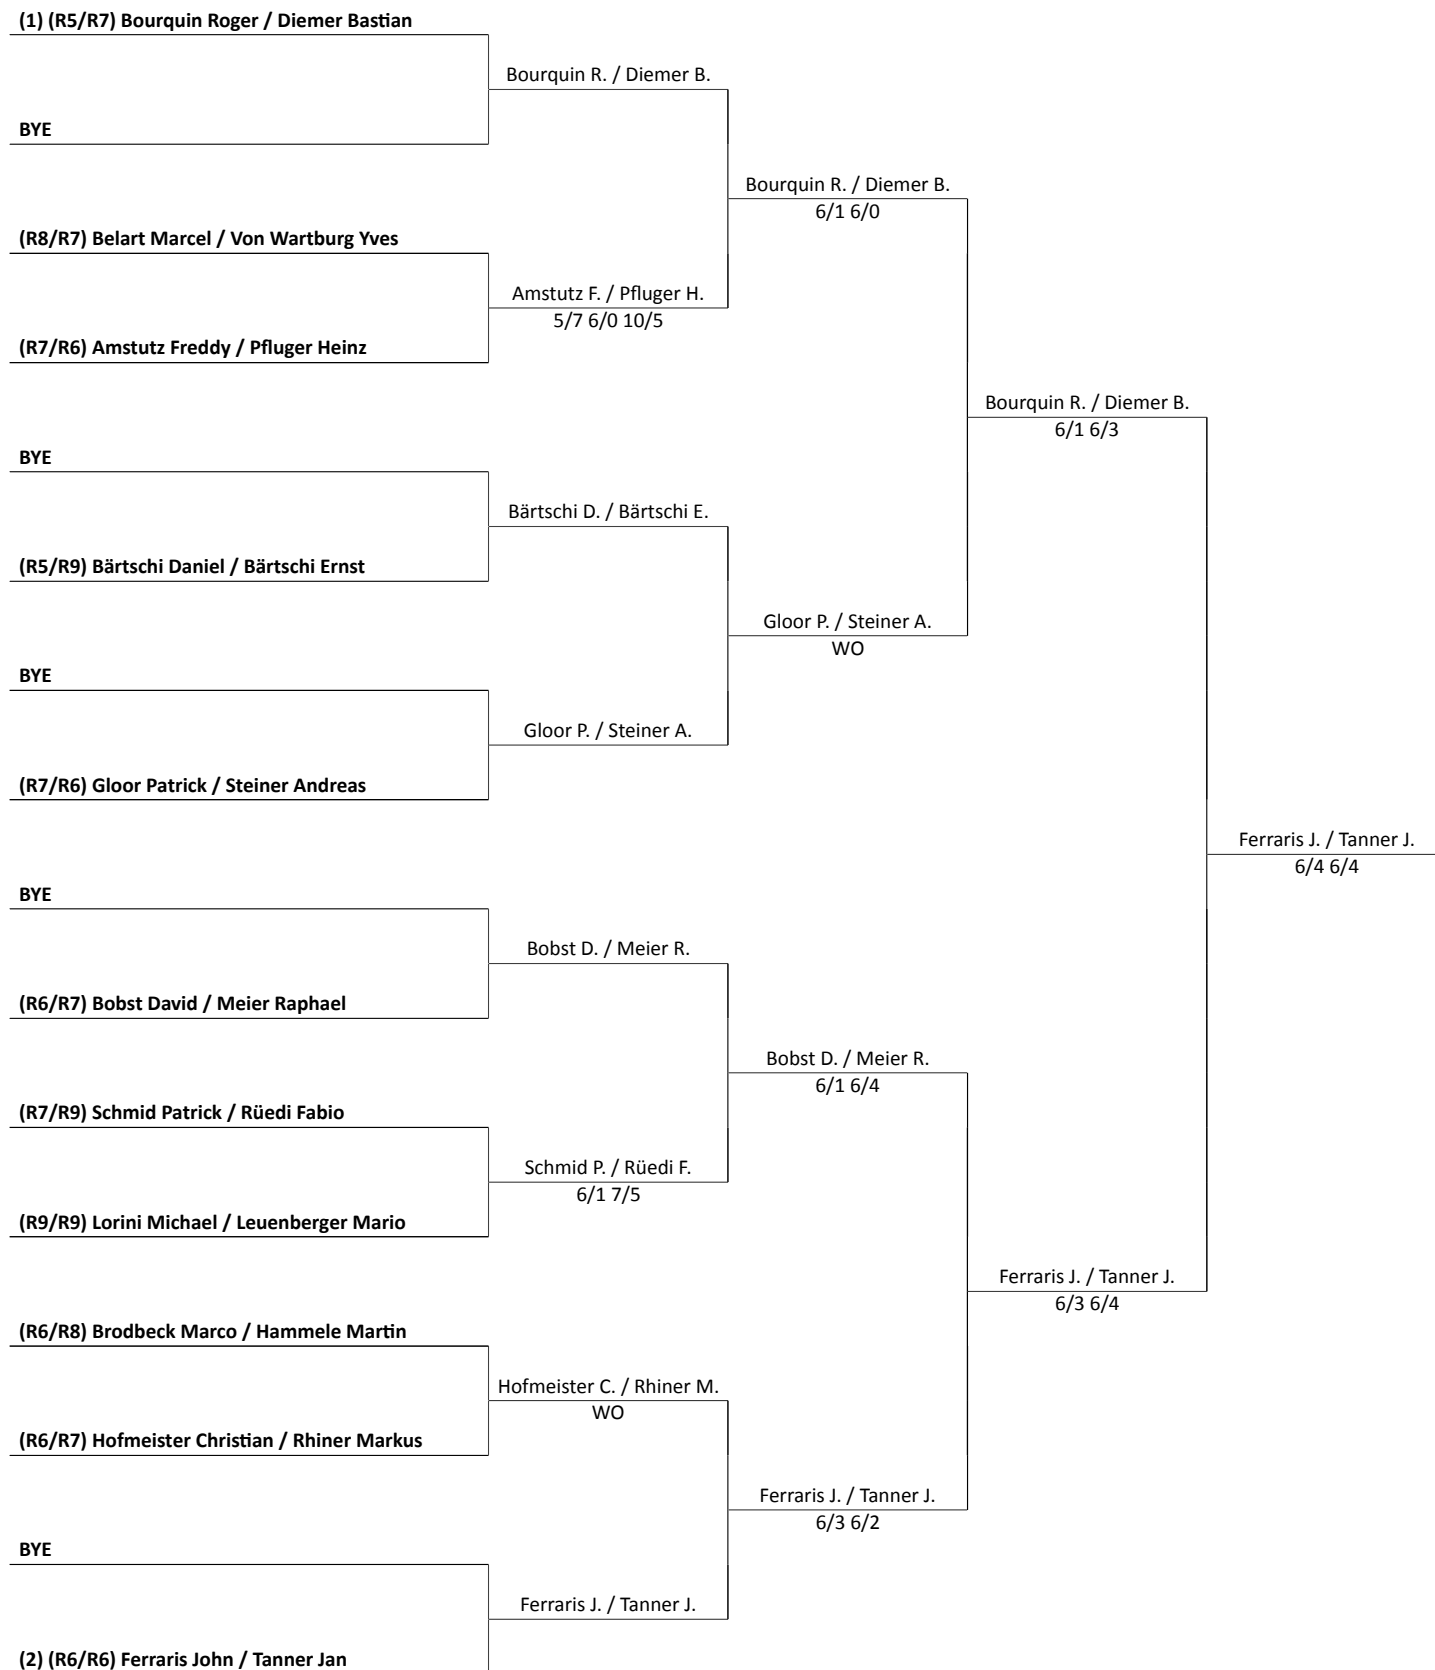 (1) (R5/R7) Bourquin Roger / Diemer Bastian
Bourquin R. / Diemer B.
BYE
Bourquin R. / Diemer B.
6/1 6/0
(R8/R7) Belart Marcel / Von Wartburg Yves
Amstutz F. / Pfluger H.
5/7 6/0 10/5
(R7/R6) Amstutz Freddy / Pfluger Heinz
Bourquin R. / Diemer B.
6/1 6/3
BYE
Bärtschi D. / Bärtschi E.
(R5/R9) Bärtschi Daniel / Bärtschi Ernst
Gloor P. / Steiner A.
WO
BYE
Gloor P. / Steiner A.
(R7/R6) Gloor Patrick / Steiner Andreas
Ferraris J. / Tanner J.
6/4 6/4
BYE
Bobst D. / Meier R.
(R6/R7) Bobst David / Meier Raphael
Bobst D. / Meier R.
6/1 6/4
(R7/R9) Schmid Patrick / Rüedi Fabio
Schmid P. / Rüedi F.
6/1 7/5
(R9/R9) Lorini Michael / Leuenberger Mario
Ferraris J. / Tanner J.
6/3 6/4
(R6/R8) Brodbeck Marco / Hammele Martin
Hofmeister C. / Rhiner M.
WO
(R6/R7) Hofmeister Christian / Rhiner Markus
Ferraris J. / Tanner J.
6/3 6/2
BYE
Ferraris J. / Tanner J.
(2) (R6/R6) Ferraris John / Tanner Jan